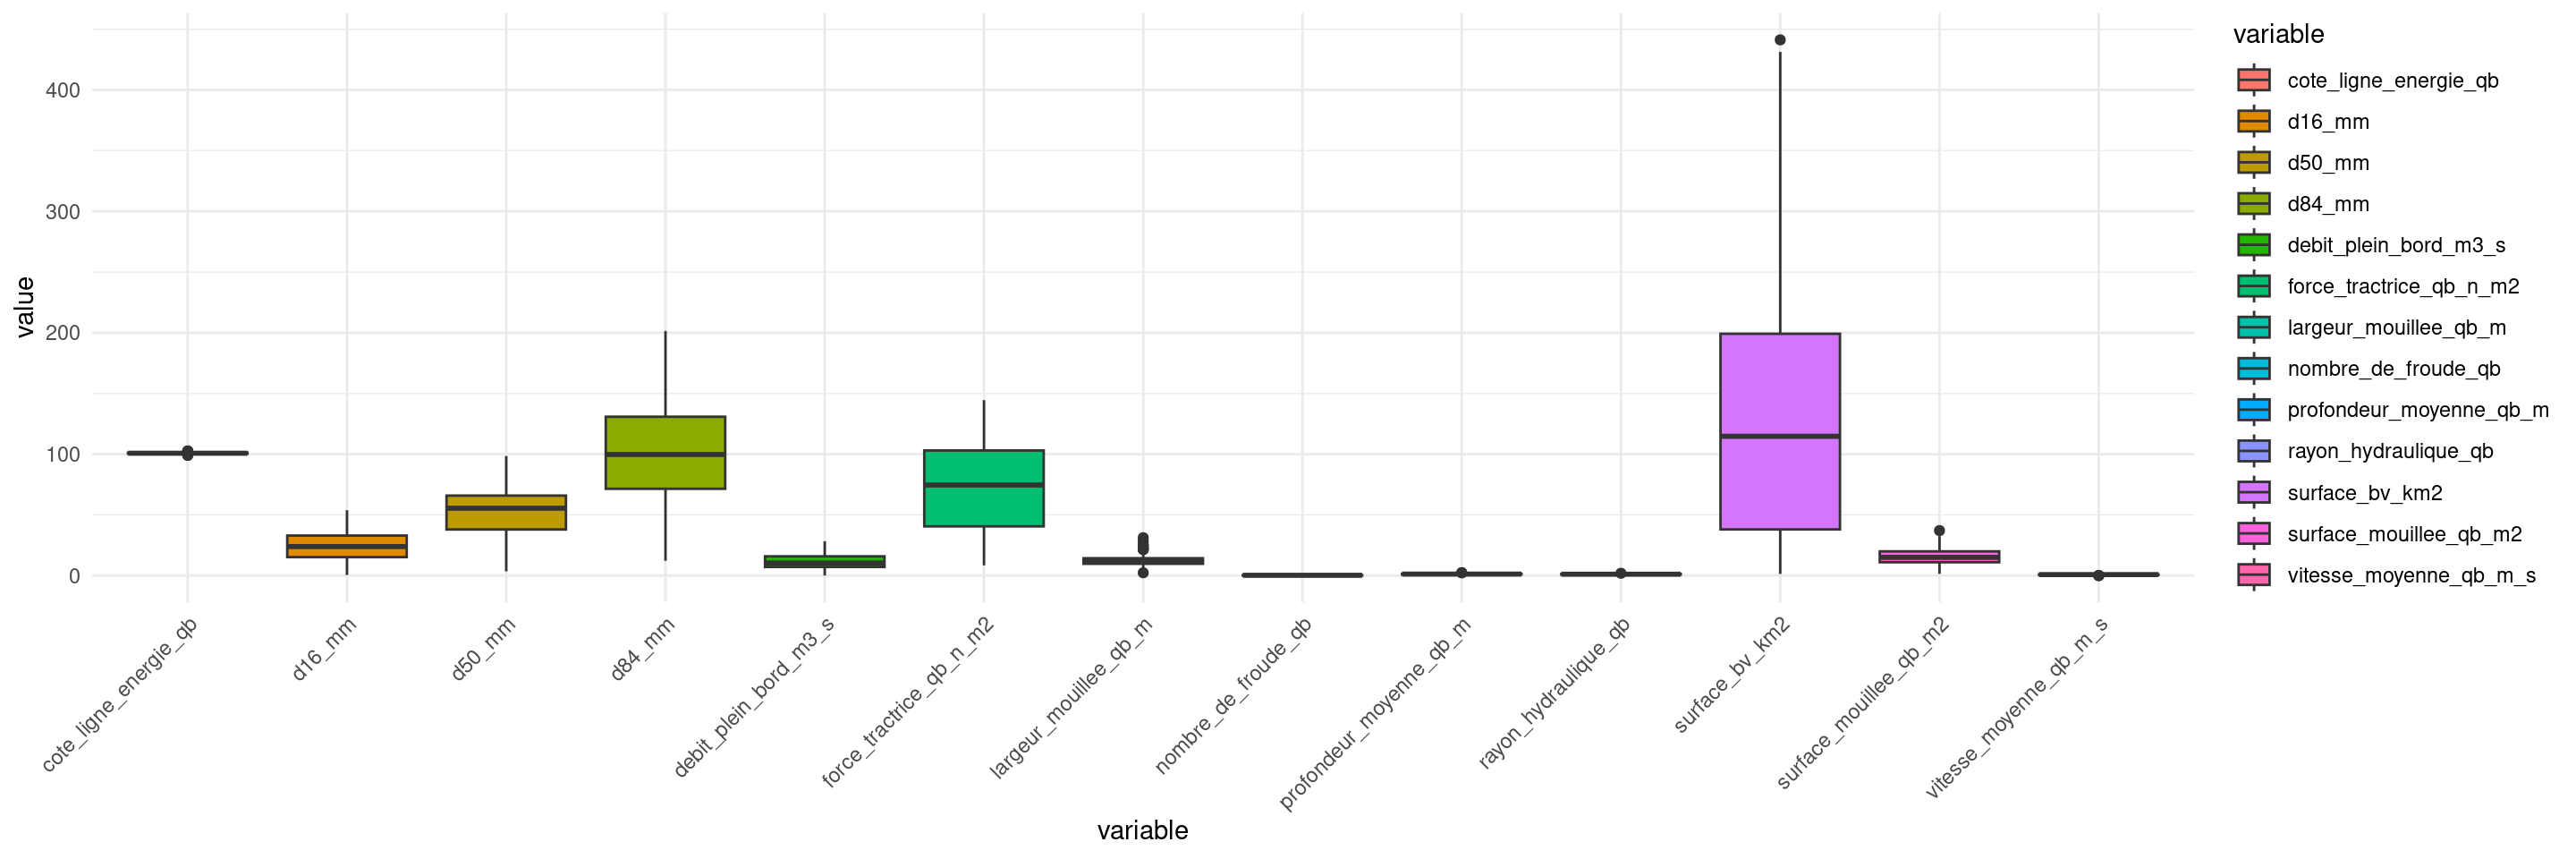 value
400
300
200
100
0
cote_ligne_energie_qb
d16_mm
d50_mm
d84_mm
debit_plein_bord_m3_s
force_tractrice_qb_n_m2
largeur_mouillee_qb_m
nombre_de_froude_qb
profondeur_moyenne_qb_m
rayon_hydraulique_qb
surface_bv_km2
surface_mouillee_qb_m2
vitesse_moyenne_qb_m_s
variable
variable
cote_ligne_energie_qb
d16_mm
d50_mm
d84_mm
debit_plein_bord_m3_s
force_tractrice_qb_n_m2
largeur_mouillee_qb_m
nombre_de_froude_qb
profondeur_moyenne_qb_m
rayon_hydraulique_qb
surface_bv_km2
surface_mouillee_qb_m2
vitesse_moyenne_qb_m_s